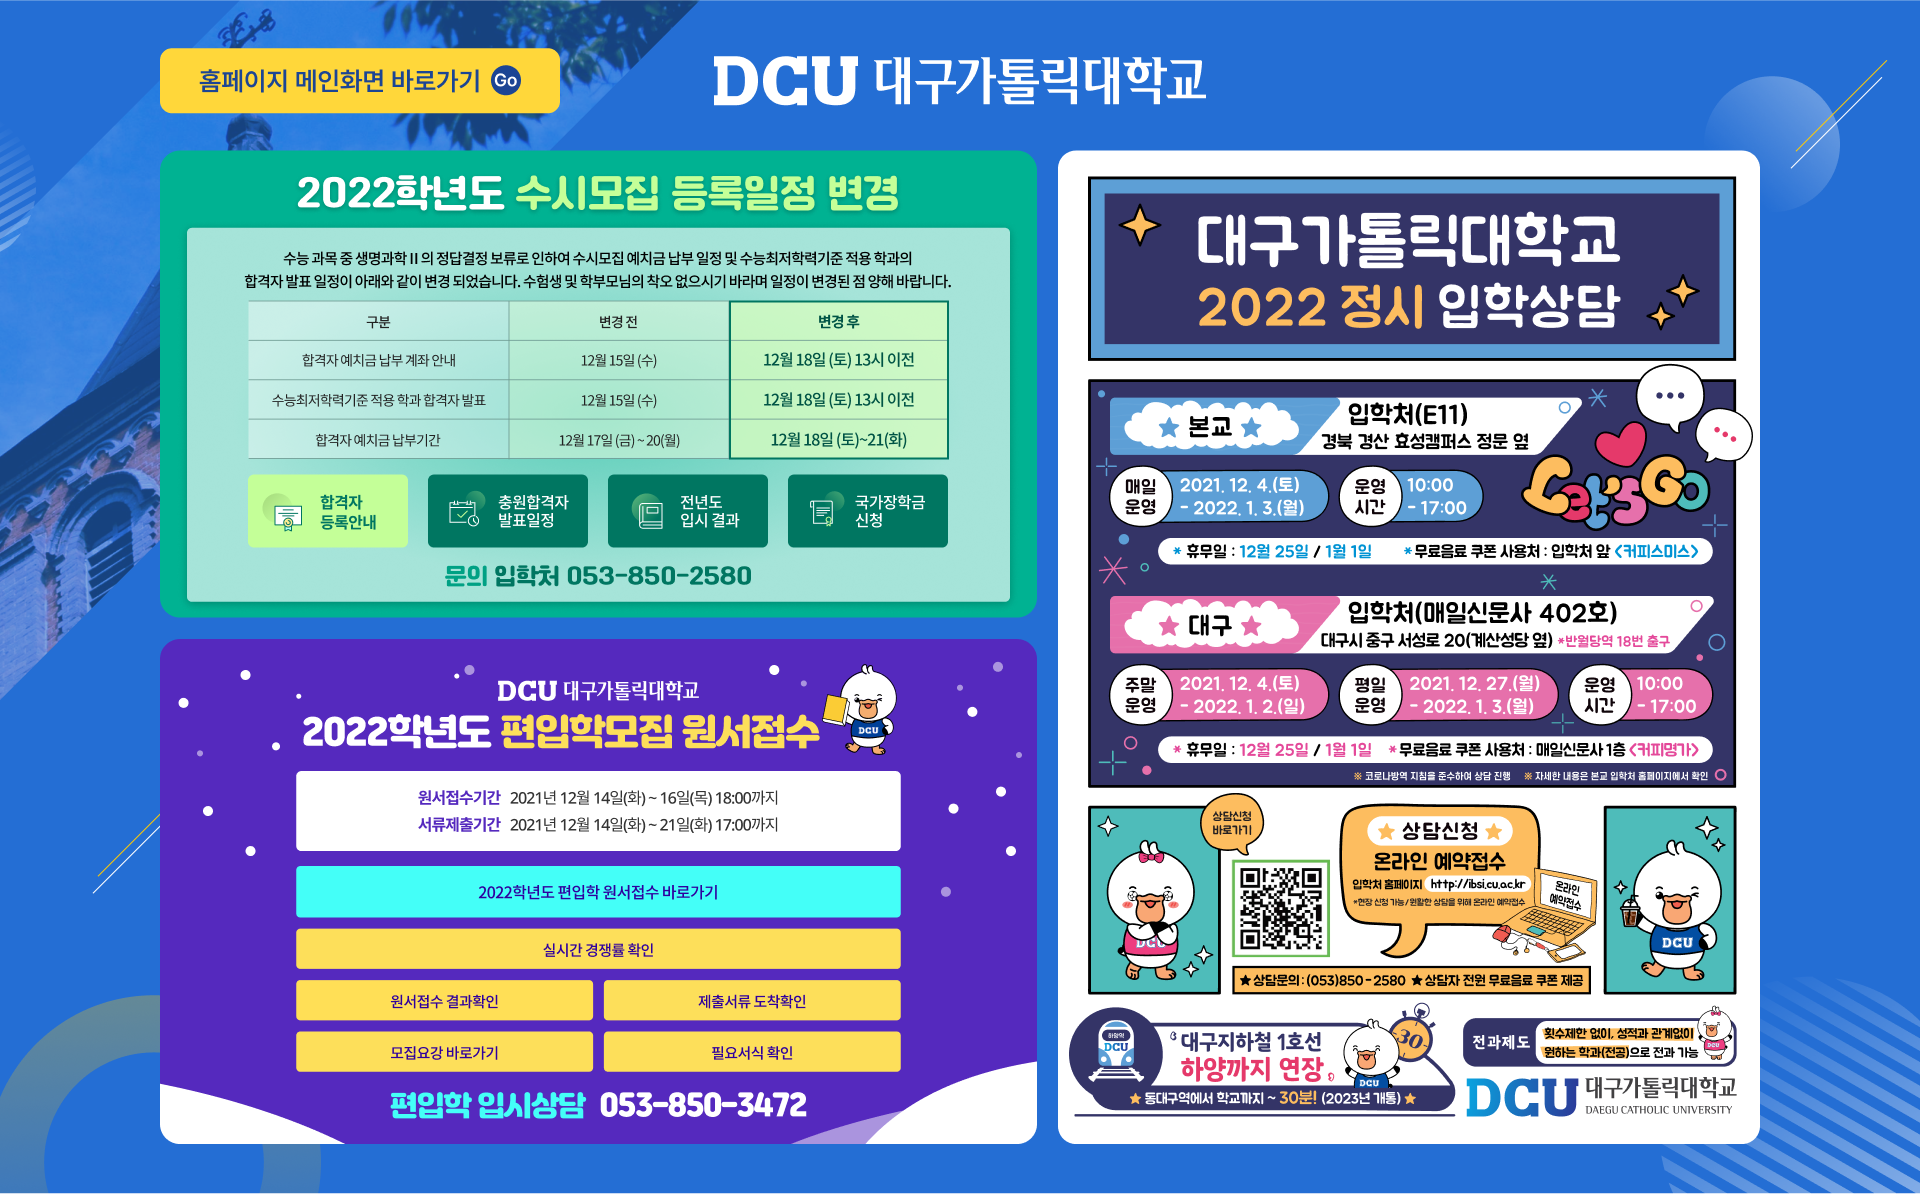 홈페이지 메인화면 바로가기 Go
DCU 대구가톨릭대학교
2022학년도 수시모집 등록일정 변경
수능 과목 중 생명과학 II 의 정답결정 보류로 인하여 수시모집 예치금 납부 일정 및 수능최저학력기준 적용 학과의
합격자 발표 일정이 아래와 같이 변경 되었습니다. 수험생 및 학부모님의 착오 없으시기 바라며 일정이 변경된 점 양해 바랍니다.
구분 변경 전 변경 후
합격자 예치금 납부 계좌 안내 12월 15일 (수) 12월 18일 (토) 13시 이전
수능최저학력기준 적용 학과 합격자 발표 12월 15일 (수) 12월 18일 (토) 13시 이전
합격자 예치금 납부기간 12월 17일 (금) ~ 20(월) 12월 18일 (토)~21(화)
합격자
등록안내
충원합격자
발표일정
전년도
입시 결과
국가장학금
신청
문의 입학처 053-850-2580
DCU 대구가톨릭대학교
2022학년도 편입학모집 원서접수
DCU
원서접수기간 2021년 12월 14일(화) ~ 16일(목) 18:00까지
서류제출기간 2021년 12월 14일(화) ~ 21일(화) 17:00까지
2022학년도 편입학 원서접수 바로가기
실시간 경쟁률 확인
원서접수 결과확인 제출서류 도착확인
모집요강 바로가기 필요서식 확인
편입학 입시상담 053-850-3472
대구가톨릭대학교
2022 정시 입학상담
본교
입학처(E11)
경북 경산 효성캠퍼스 정문 옆
Let's Go
매일
운영
2021. 12. 4.(토)
- 2022. 1. 3.(월)
운영
시간
10:00
- 17:00
* 휴무일 : 12월 25일 / 1월 1일 * 무료음료 쿠폰 사용처 : 입학처 앞 <커피스미스>
대구
입학처(매일신문사 402호)
대구시 중구 서성로 20(계산성당 옆) *반월당역 18번 출구
주말
운영
2021. 12. 4.(토)
- 2022. 1. 2.(일)
평일
운영
2021. 12. 27.(월)
- 2022. 1. 3.(월)
운영
시간
10:00
- 17:00
* 휴무일 : 12월 25일 / 1월 1일 * 무료음료 쿠폰 사용처 : 매일신문사 1층 <커피명가>
※ 코로나방역 지침을 준수하여 상담 진행 ※ 자세한 내용은 본교 입학처 홈페이지에서 확인
상담신청
바로가기
DCU
상담신청
온라인 예약접수
입학처 홈페이지 http://ibsi.cu.ac.kr
*현장 신청 가능/원활한 상담을 위해 온라인 예약접수
온라인
예약접수
DCU
★ 상담문의 : (053)850-2580 ★ 상담자 전원 무료음료 쿠폰 제공
하양역
DCU
대구지하철 1호선
하양까지 연장
30
DCU
★ 동대구역에서 학교까지 ~ 30분! (2023년 개통) ★
전과제도
횟수제한 없이, 성적과 관계없이
원하는 학과(전공)으로 전과 가능
DCU
DCU 대구가톨릭대학교
DAEGU CATHOLIC UNIVERSITY